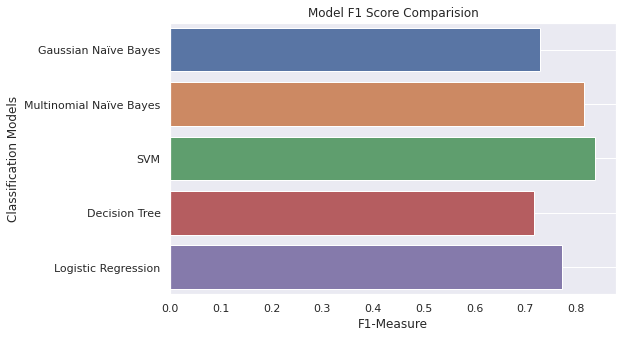 Model F1 Score Comparision
Classification Models
Gaussian Naïve Bayes
Multinomial Naïve Bayes
SVM
Decision Tree
Logistic Regression
0.0 0.1 0.2 0.3 0.4 0.5 0.6 0.7 0.8
F1-Measure